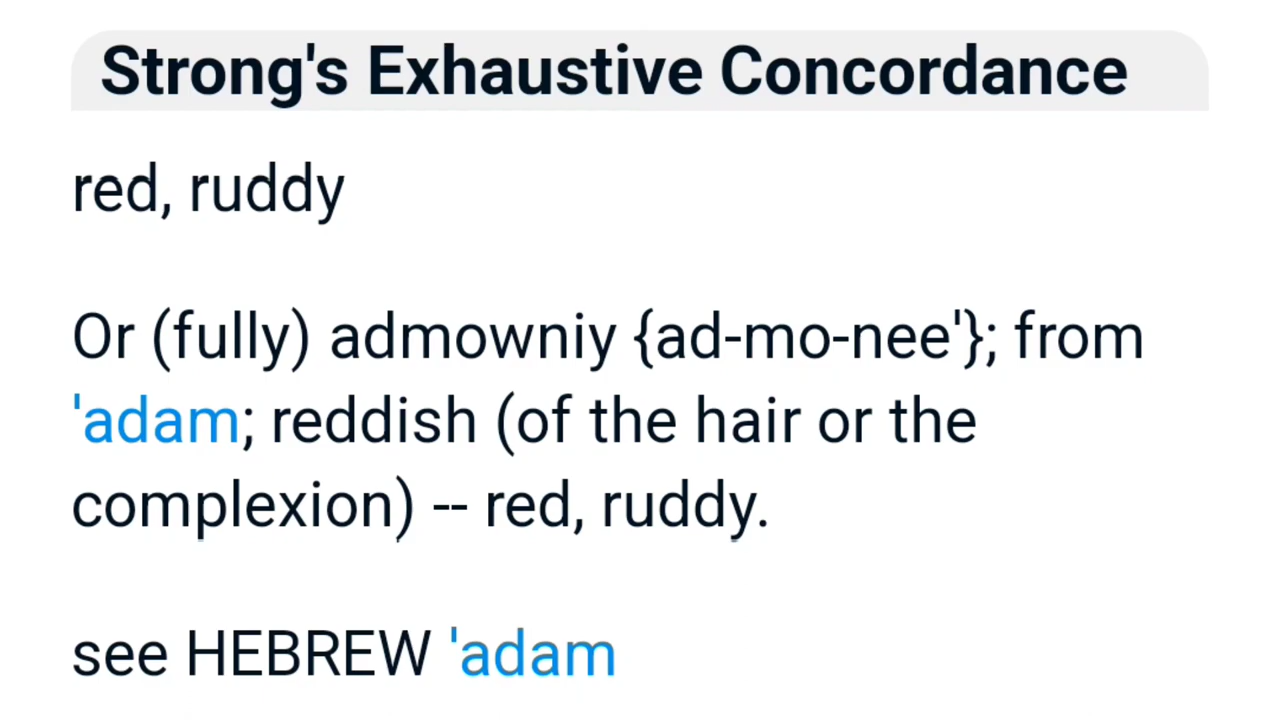 Strong's Exhaustive Concordance
red, ruddy
Or (fully) admowniy {ad-mo-nee'}; from
'adam; reddish (of the hair or the
complexion) -- red, ruddy.
see HEBREW 'adam